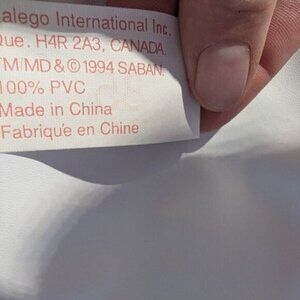 alego International Inc.
Que. H4R 2A3, CANADA.
TM/MD & © 1994 SABAN.
100% PVC
Made in China
Fabriqué en Chine